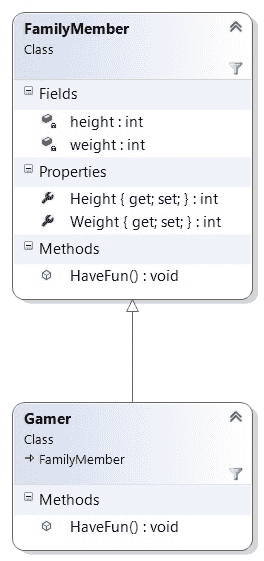 FamilyMember
Class
Fields
height : int
weight : int
Properties
Height { get; set; } : int
Weight { get; set; } : int
Methods
HaveFun() : void
Gamer
Class
FamilyMember
Methods
HaveFun() : void